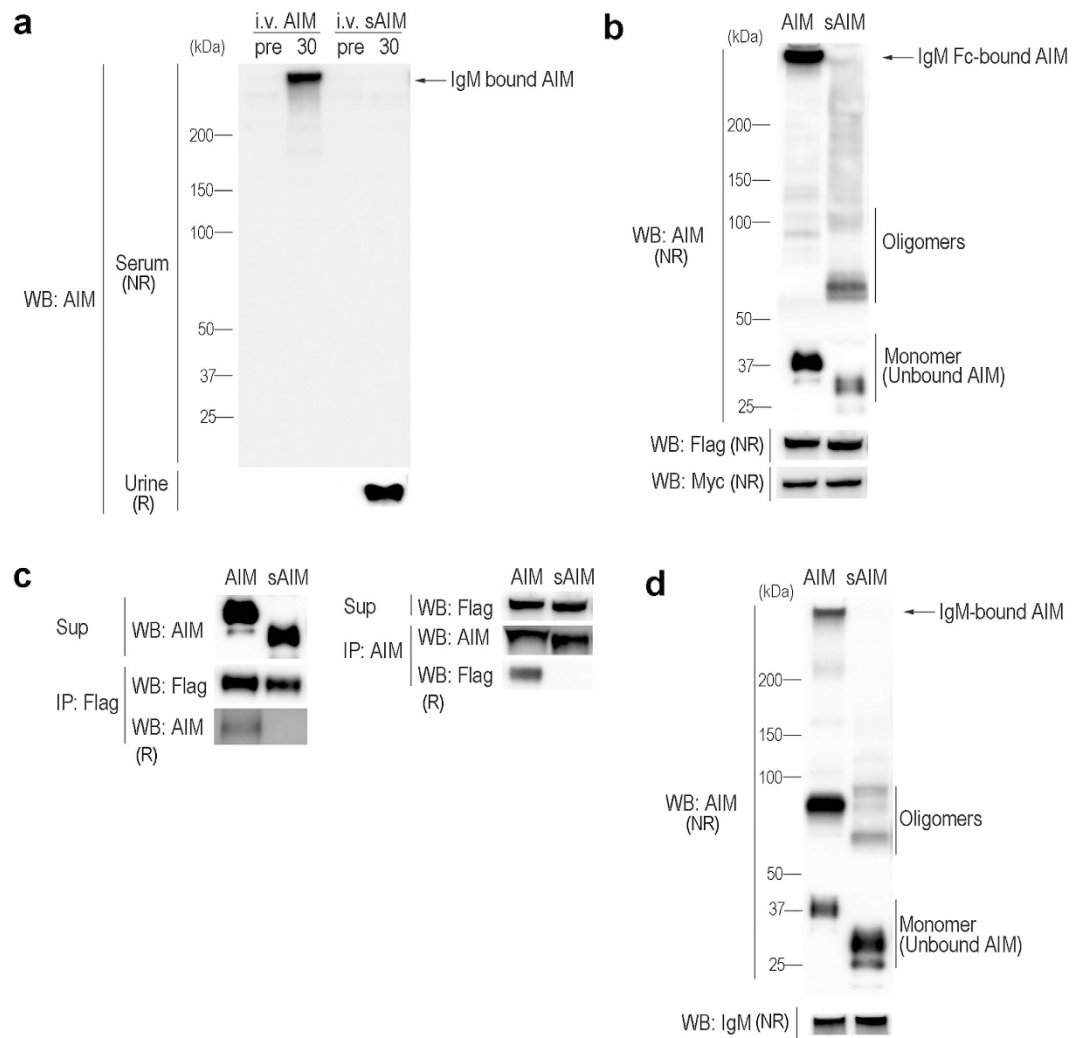 a
i.v. AIM i.v. sAIM
(kDa) pre 30 pre 30
IgM bound AIM
200
150
100
WB: AIM
Serum
(NR)
50
37
25
Urine
(R)
b
AIM sAIM
(kDa)
IgM Fc-bound AIM
200
150
100
WB: AIM
(NR)
Oligomers
50
37
25
Monomer
(Unbound AIM)
WB: Flag (NR)
WB: Myc (NR)
c
AIM sAIM
Sup WB: AIM
IP: Flag WB: Flag
WB: AIM
(R)
AIM sAIM
Sup WB: Flag
IP: AIM WB: AIM
WB: Flag
(R)
d
AIM sAIM
(kDa)
IgM-bound AIM
200
150
100
WB: AIM
(NR)
Oligomers
50
37
25
Monomer
(Unbound AIM)
WB: IgM (NR)